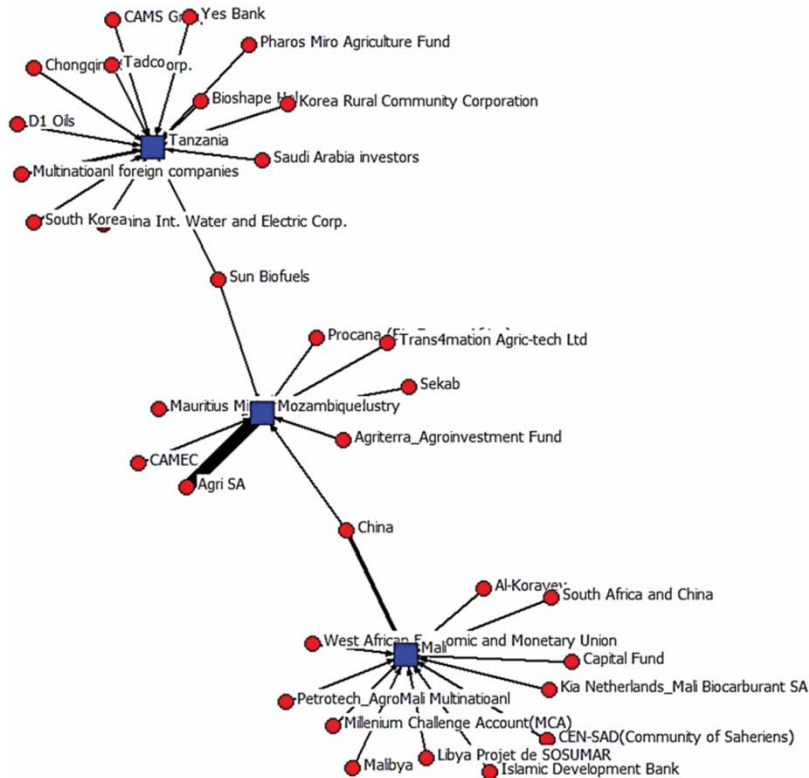 CAMS
Yes Bank
Pharos Miro Agriculture Fund
Tadco orp.
Bioshape
Korea Rural Community Corporation
D1 Oils
Tanzania
Saudi Arabia investors
Multinatioanl foreign companies
South Korea
Int. Water and Electric Corp.
Sun Biofuels
Procana
Trans4mation Agric-tech Ltd
Sekab
Mauritius
Mozambique
Agriterra_Agroinvestment Fund
CAMEC
Agri SA
China
Al-Korayev
South Africa and China
West African
and Monetary Union
Mali
Capital Fund
Kia Netherlands_Mali Biocarburant SA
Petrotech_AgroMali Multinatioanl
Millenium Challenge Account(MCA)
CEN-SAD(Community of Saheriens)
Libya Projet de SOSUMAR
Malibya
Islamic Development Bank